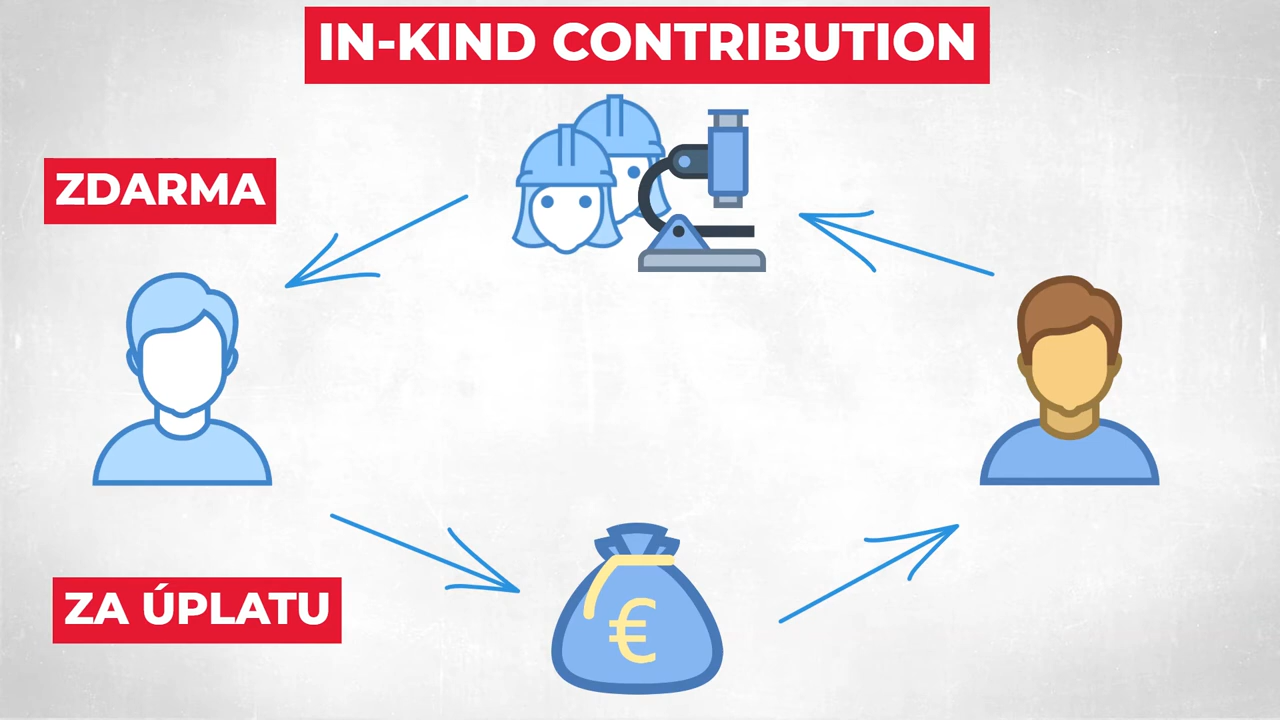 IN-KIND CONTRIBUTION
ZDARMA
ZA ÚPLATU
€